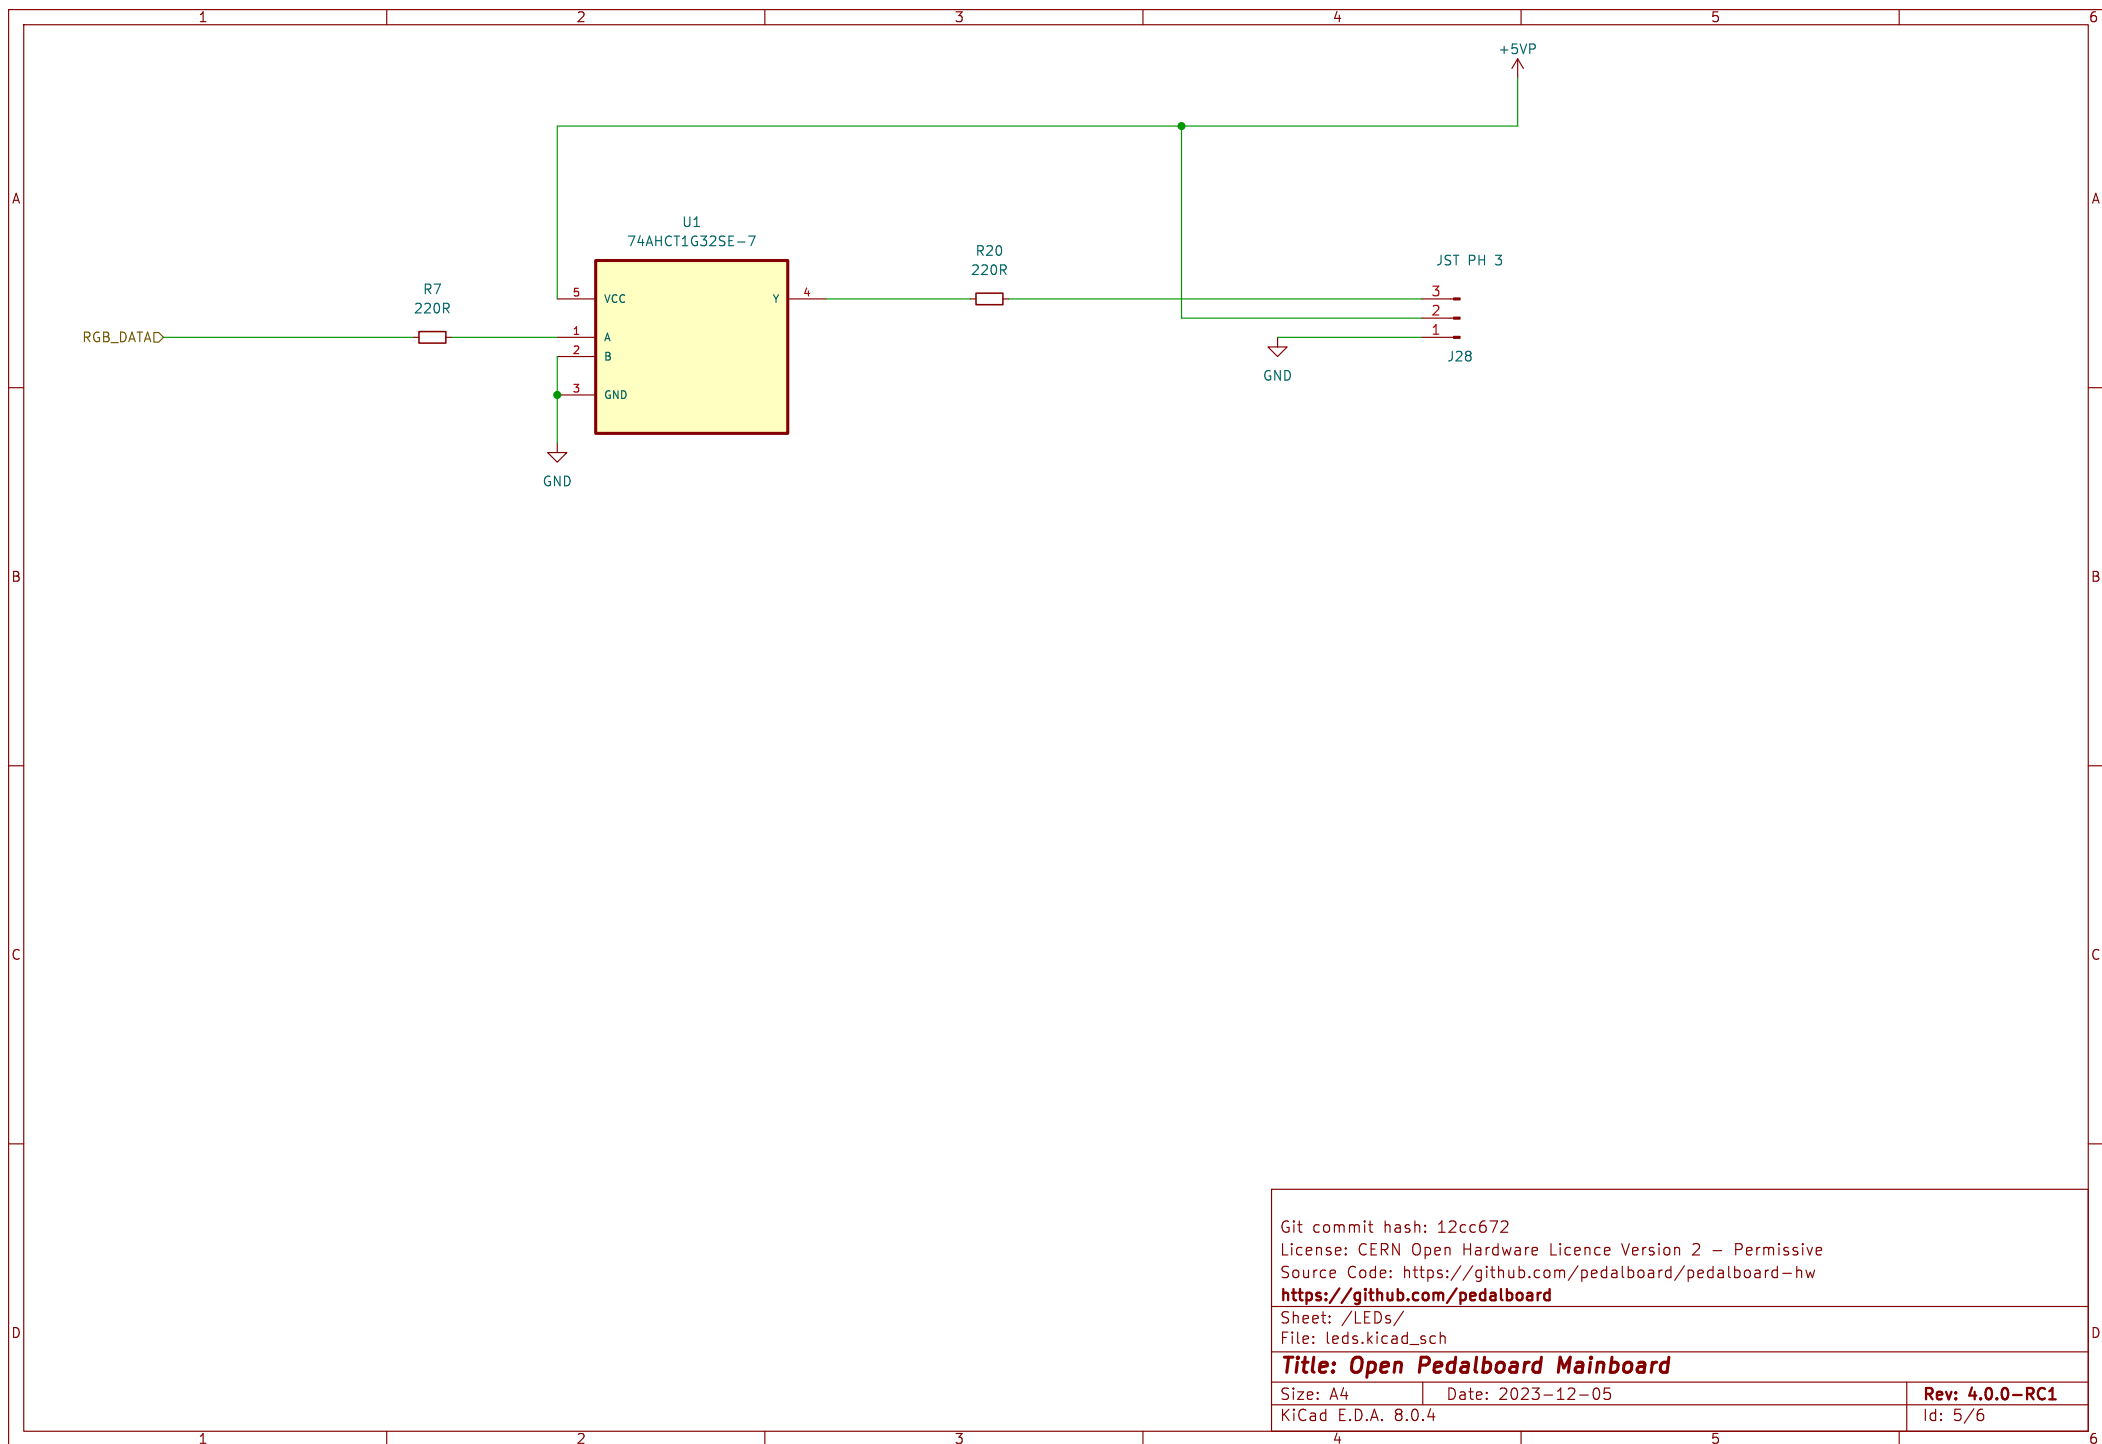 1 2 3 4 5 6
+5VP
A A
U1
74AHCT1G32SE-7
R20
220R
JST PH 3
R7
220R
5 VCC Y 4
3
2
1
RGB_DATA
1 A
2 B
J28
GND
3 GND
GND
B B
C C
Git commit hash: 12cc672
License: CERN Open Hardware Licence Version 2 - Permissive
Source Code: https://github.com/pedalboard/pedalboard-hw
https://github.com/pedalboard
Sheet: /LEDs/
D D
File: leds.kicad_sch
Title: Open Pedalboard Mainboard
Size: A4 Date: 2023-12-05 Rev: 4.0.0-RC1
KiCad E.D.A. 8.0.4 Id: 5/6
1 2 3 4 5 6